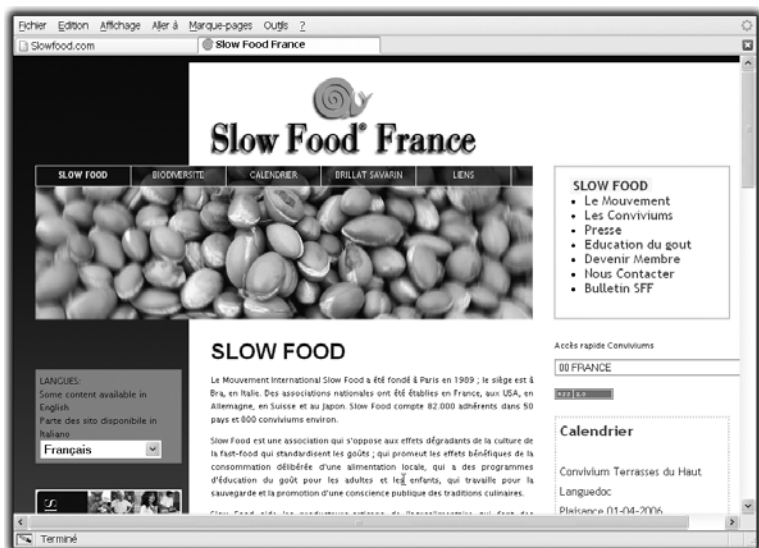 Fichier Edition Affichage Aller à Marque-pages Outils ?
Slowfood.com
Slow Food France
Slow Food® France
SLOW FOOD BIODIVERSITE CALENDRIER BRILLAT SAVARIN LIENS
SLOW FOOD
Le Mouvement
Les Conviviums
Presse
Education du gout
Devenir Membre
Nous Contacter
Bulletin SFF
LANGUES:
Some content available in
English
Parte des sito disponibile in
Italiano
Français
SLOW FOOD
Le Mouvement International Slow Food a été fondé à Paris en 1989 ; le siège est à
Bra, en Italie. Des associations nationales ont été établies en France, aux USA, en
Allemagne, en Suisse et au Japon. Slow Food compte 82.000 adhérents dans 50
pays et 800 conviviums environ.
Slow Food est une association qui s'oppose aux effets dégradants de la culture de
la fast-food qui standardisent les goûts ; qui promeut les effets bénéfiques de la
consommation délibérée d'une alimentation locale, qui a des programmes
d'éducation du goût pour les adultes et les enfants, qui travaille pour la
sauvegarde et la promotion d'une conscience publique des traditions culinaires.
Accès rapide Conviviums
00 FRANCE
RSS 2.0
Calendrier
Convivium Terrasses du Haut
Languedoc
Plaisance 01-04-2006
Terminé